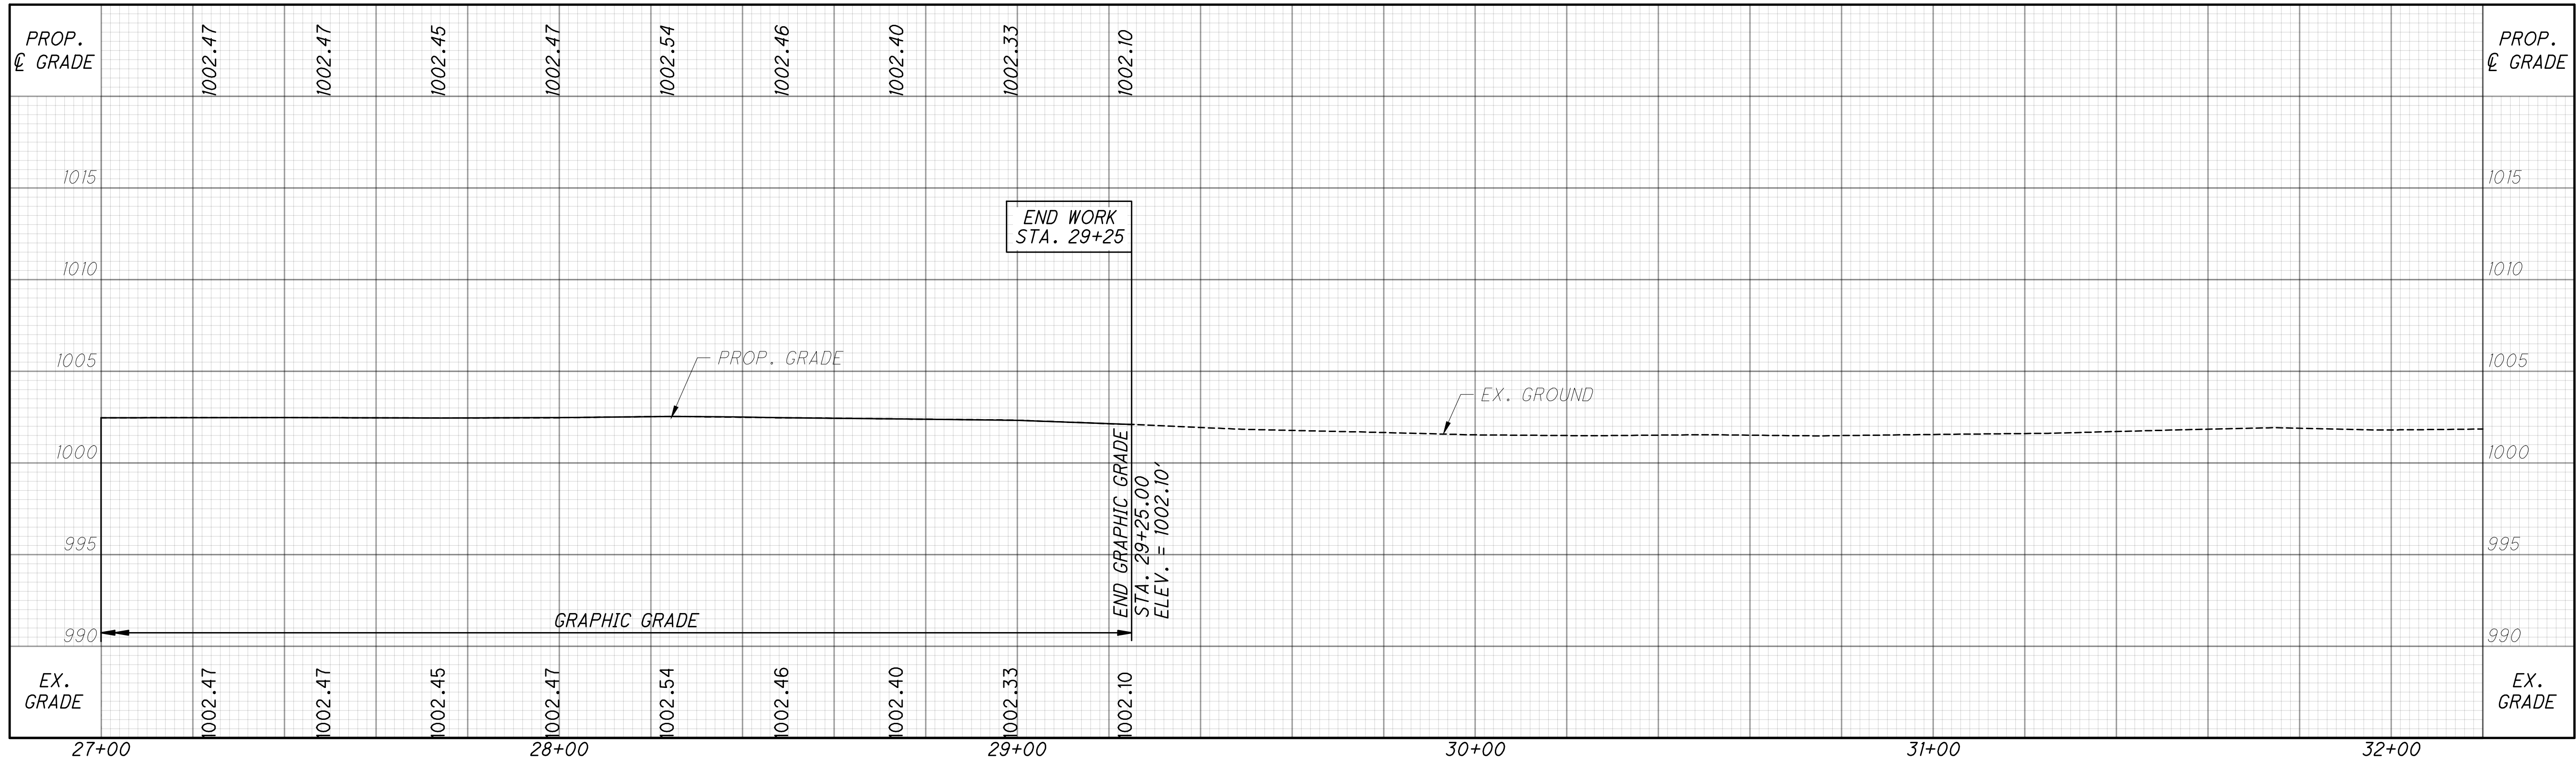 PROP.
℄ GRADE
1002.47
1002.47
1002.45
1002.47
1002.54
1002.46
1002.40
1002.33
1002.10
PROP.
℄ GRADE
1015
1015
END WORK
STA. 29+25
1010
1010
PROP. GRADE
1005
1005
EX. GROUND
1000
1000
END GRAPHIC GRADE
STA. 29+25.00
ELEV. = 1002.10'
995
995
GRAPHIC GRADE
990
990
EX.
GRADE
1002.47
1002.47
1002.45
1002.47
1002.54
1002.46
1002.40
1002.33
1002.10
EX.
GRADE
27+00
28+00
29+00
30+00
31+00
32+00